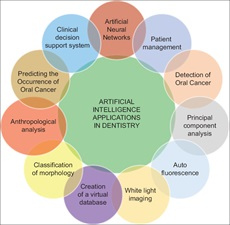 Artificial
Neural
Networks
Patient
management
Detection of
Oral Cancer
Principal
component
analysis
Auto
fluorescence
White light
imaging
Creation
of a virtual
database
Classification
of morphology
Anthropological
analysis
Predicting the
Occurrence of
Oral Cancer
Clinical
decision
support system
ARTIFICIAL
INTELLIGENCE
APPLICATIONS
IN DENTISTRY